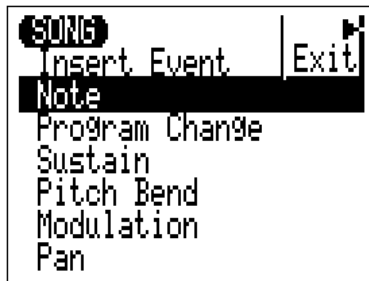 SONG
Insert Event
Exit
Note
Program Change
Sustain
Pitch Bend
Modulation
Pan